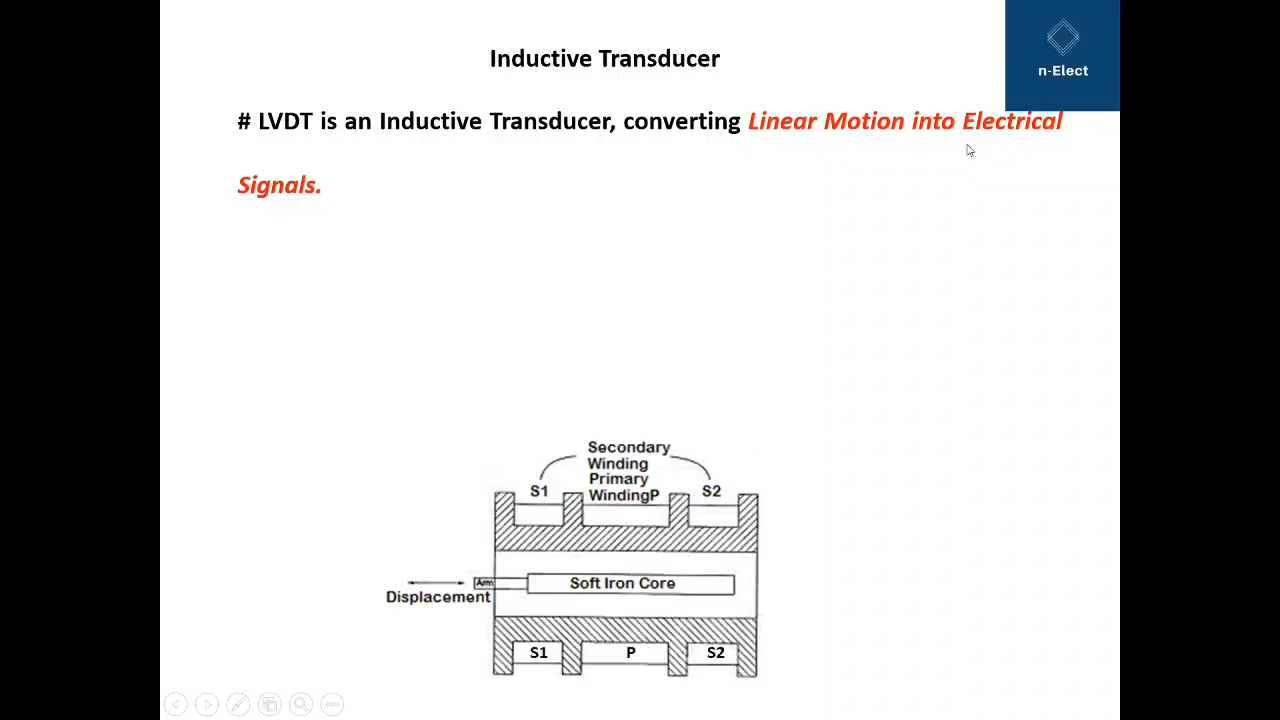 Inductive Transducer
n-Elect
# LVDT is an Inductive Transducer, converting Linear Motion into Electrical
Signals.
Secondary
Winding
Primary
S1 WindingP S2
Arm Soft Iron Core
Displacement
S1 P S2